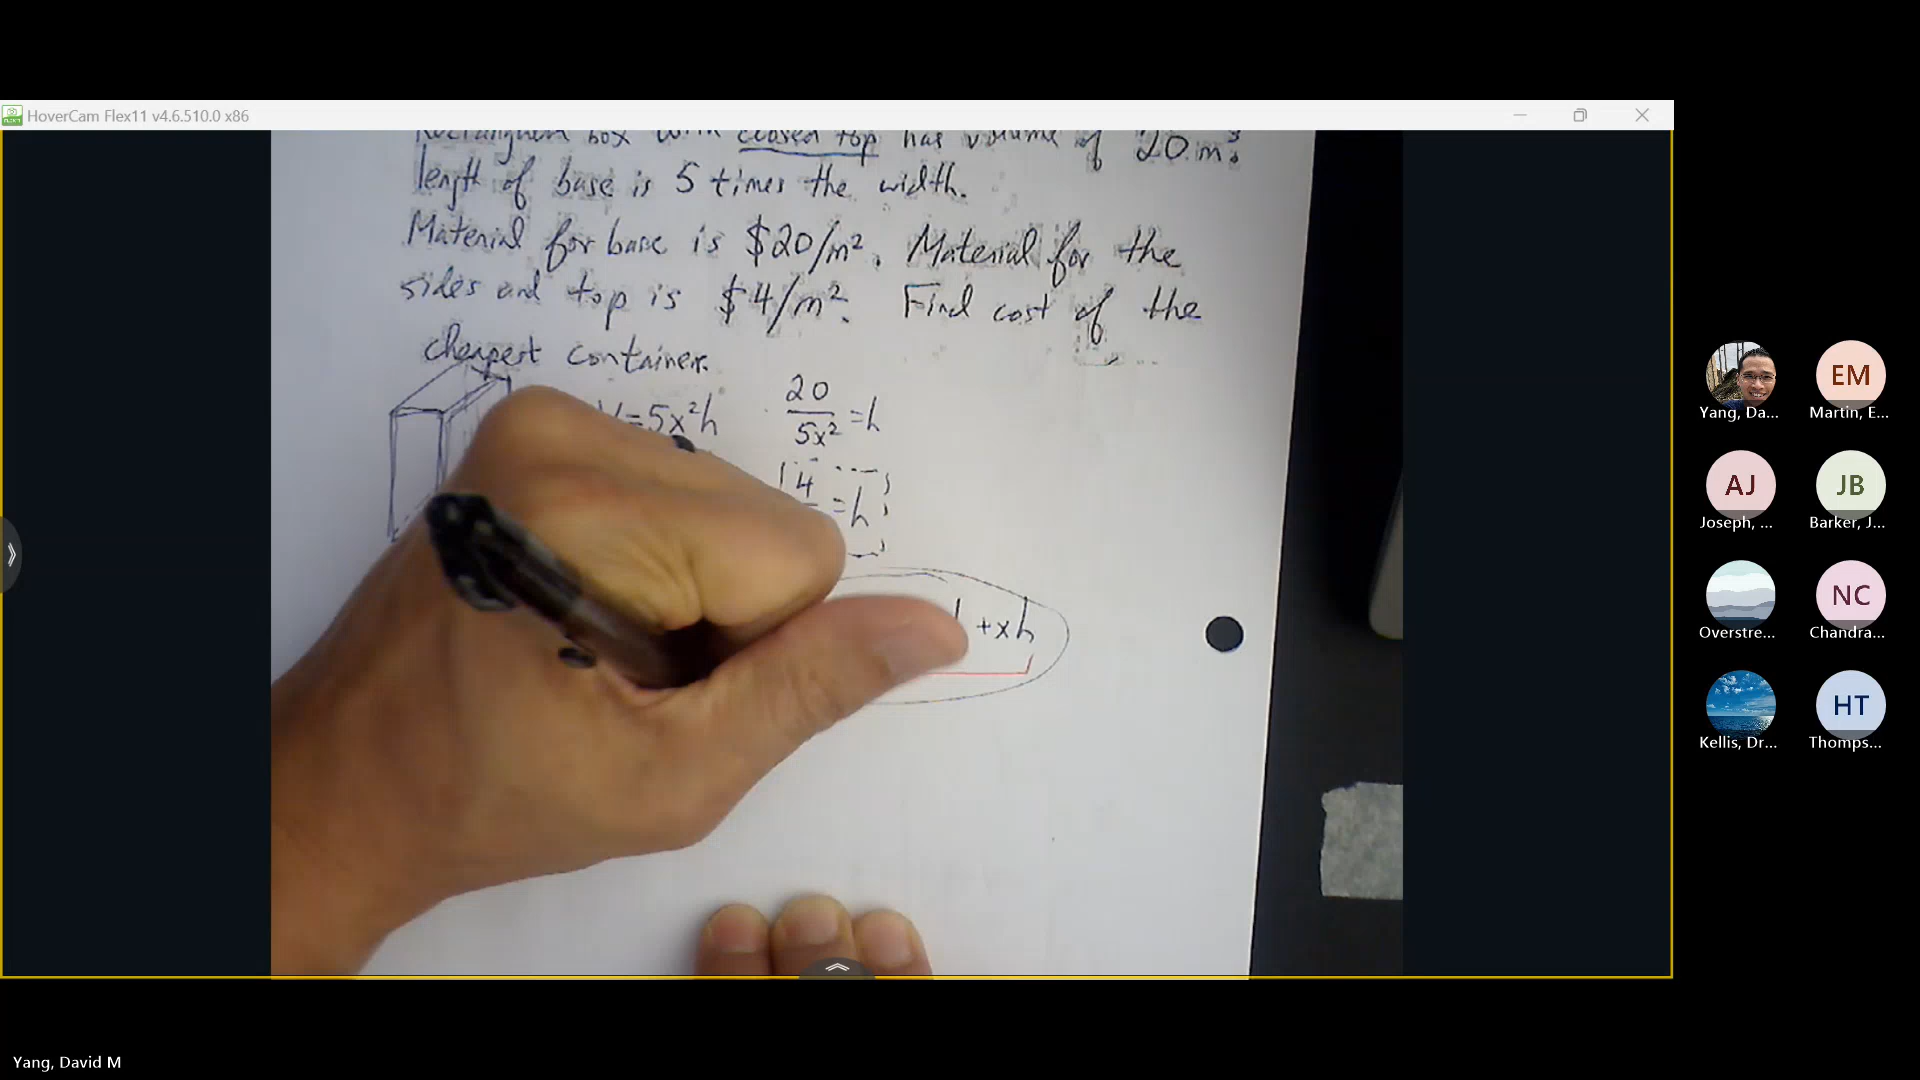 HoverCam Flex11 v4.6.510.0 x86
Rectangular box with closed top has volume of 20 m³.
length of base is 5 times the width.
Material for base is $20/m². Material for the
sides and top is $4/m². Find cost of the
cheapest container.
V=5x²h
20/5x² =h
4 =h
+xh
Yang, Da...
EM
Martin, E...
AJ
Joseph, ...
JB
Barker, J...
Overstre...
NC
Chandra...
Kellis, Dr...
HT
Thomps...
Yang, David M